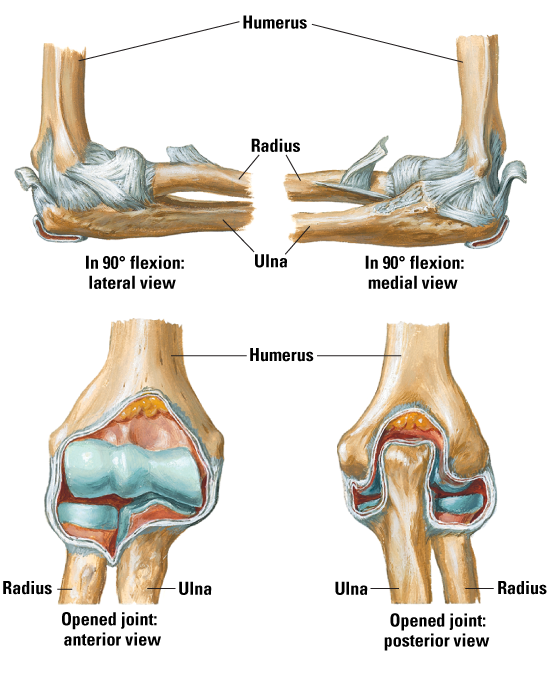 Humerus
Radius
Ulna
In 90° flexion:
lateral view
In 90° flexion:
medial view
Humerus
Radius
Ulna
Ulna
Radius
Opened joint:
anterior view
Opened joint:
posterior view